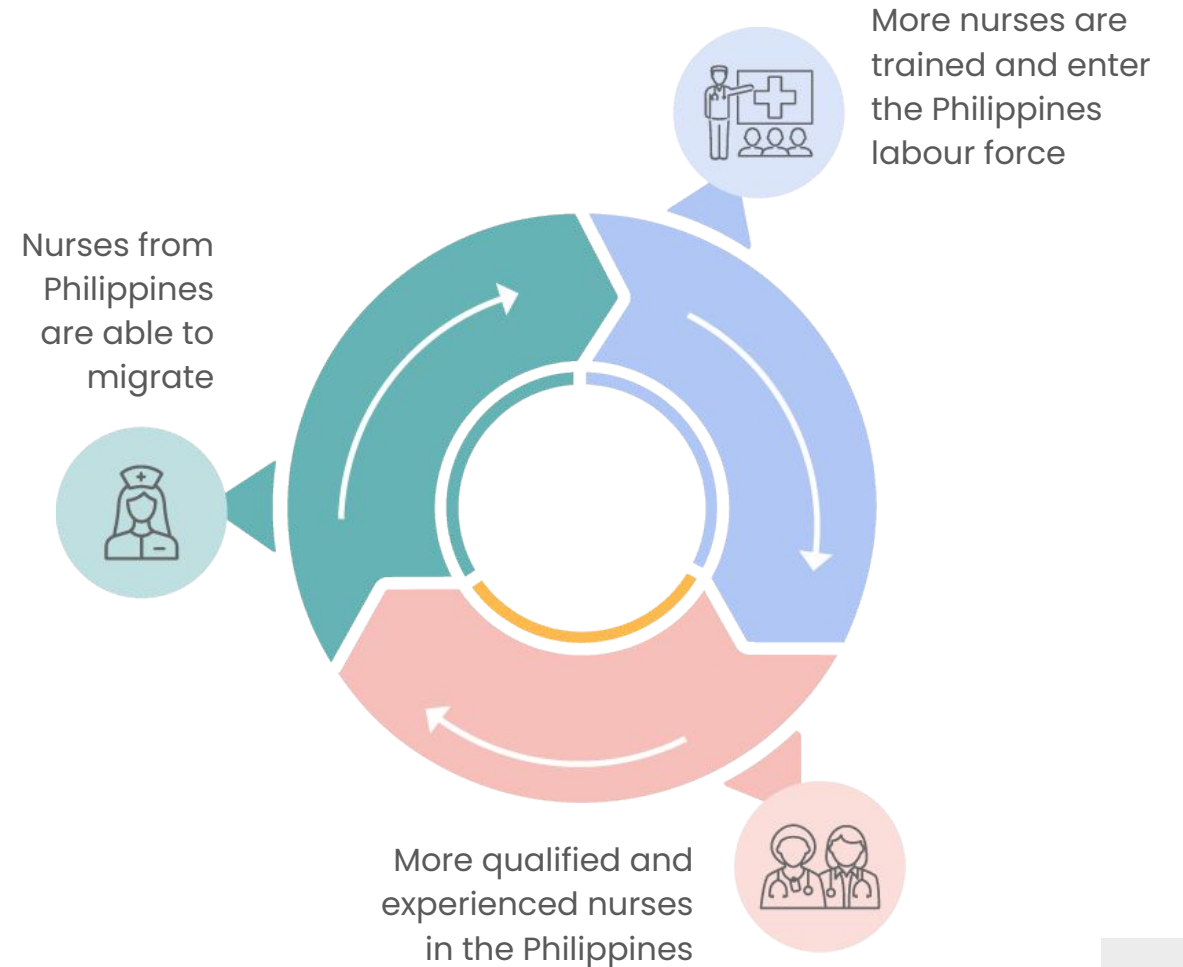 More nurses are
trained and enter
the Philippines
labour force
Nurses from
Philippines
are able to
migrate
More qualified and
experienced nurses
in the Philippines